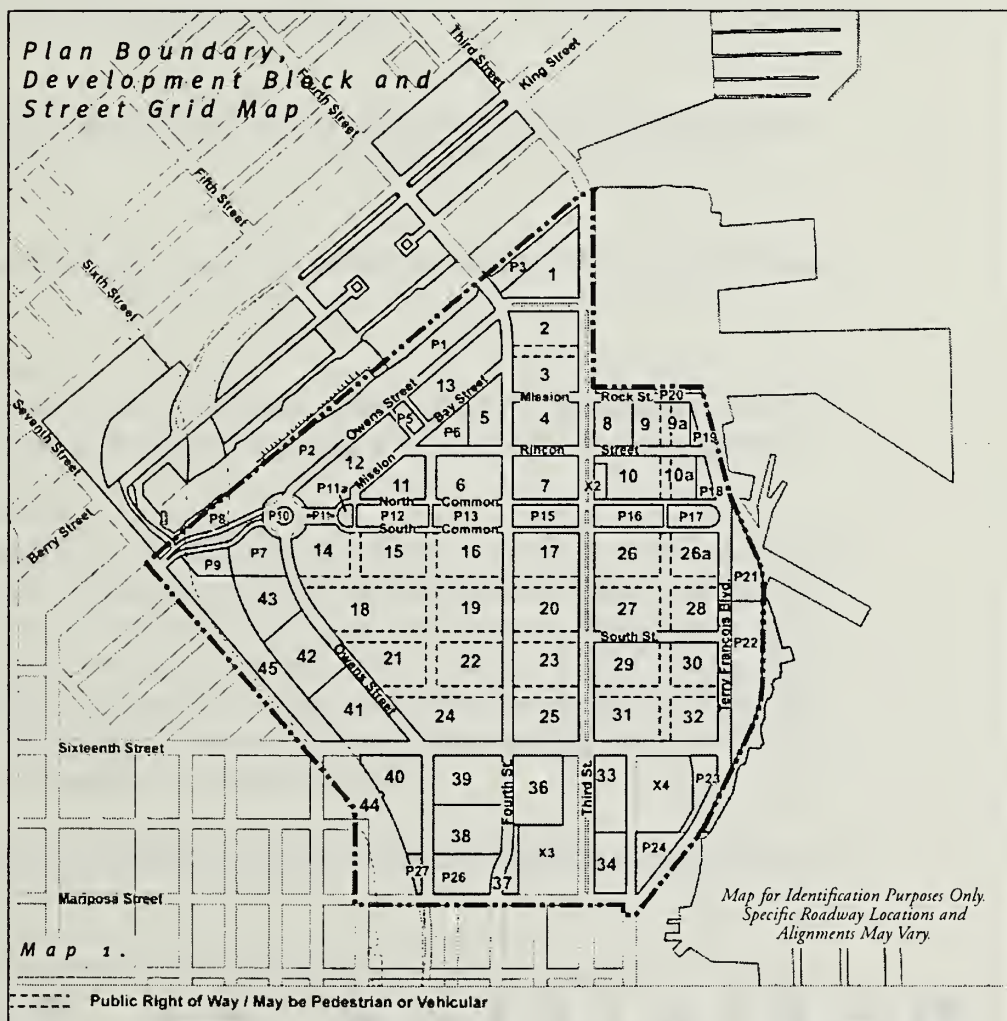 Plan Boundary,
Development Block and
Street Grid Map
Third Street
King Street
Fourth Street
Fifth Street
Sixth Street
Seventh Street
Berry Street
P3
1
2
P1
3
13
Mission Rock St.
P20
Owens Street
Bay Street
P5
P6
5
4
8
9
9a
P19
P2
Rincon Street
12
Mission
P11a
11
6
7
X2
10
10a
P18
North Common
P8
P10
P11
P12
P13
P15
P16
P17
South Common
P9
P7
14
15
16
17
26
26a
P21
43
18
19
20
27
28
Terry François Blvd.
P22
South St.
45
42
Owens Street
21
22
23
29
30
41
24
25
31
32
Sixteenth Street
40
39
Fourth St.
36
Third St.
33
X4
P23
44
38
X3
P27
P26
37
34
P24
Mariposa Street
Map for Identification Purposes Only.
Specific Roadway Locations and
Alignments May Vary.
Map 1.
Public Right of Way / May be Pedestrian or Vehicular